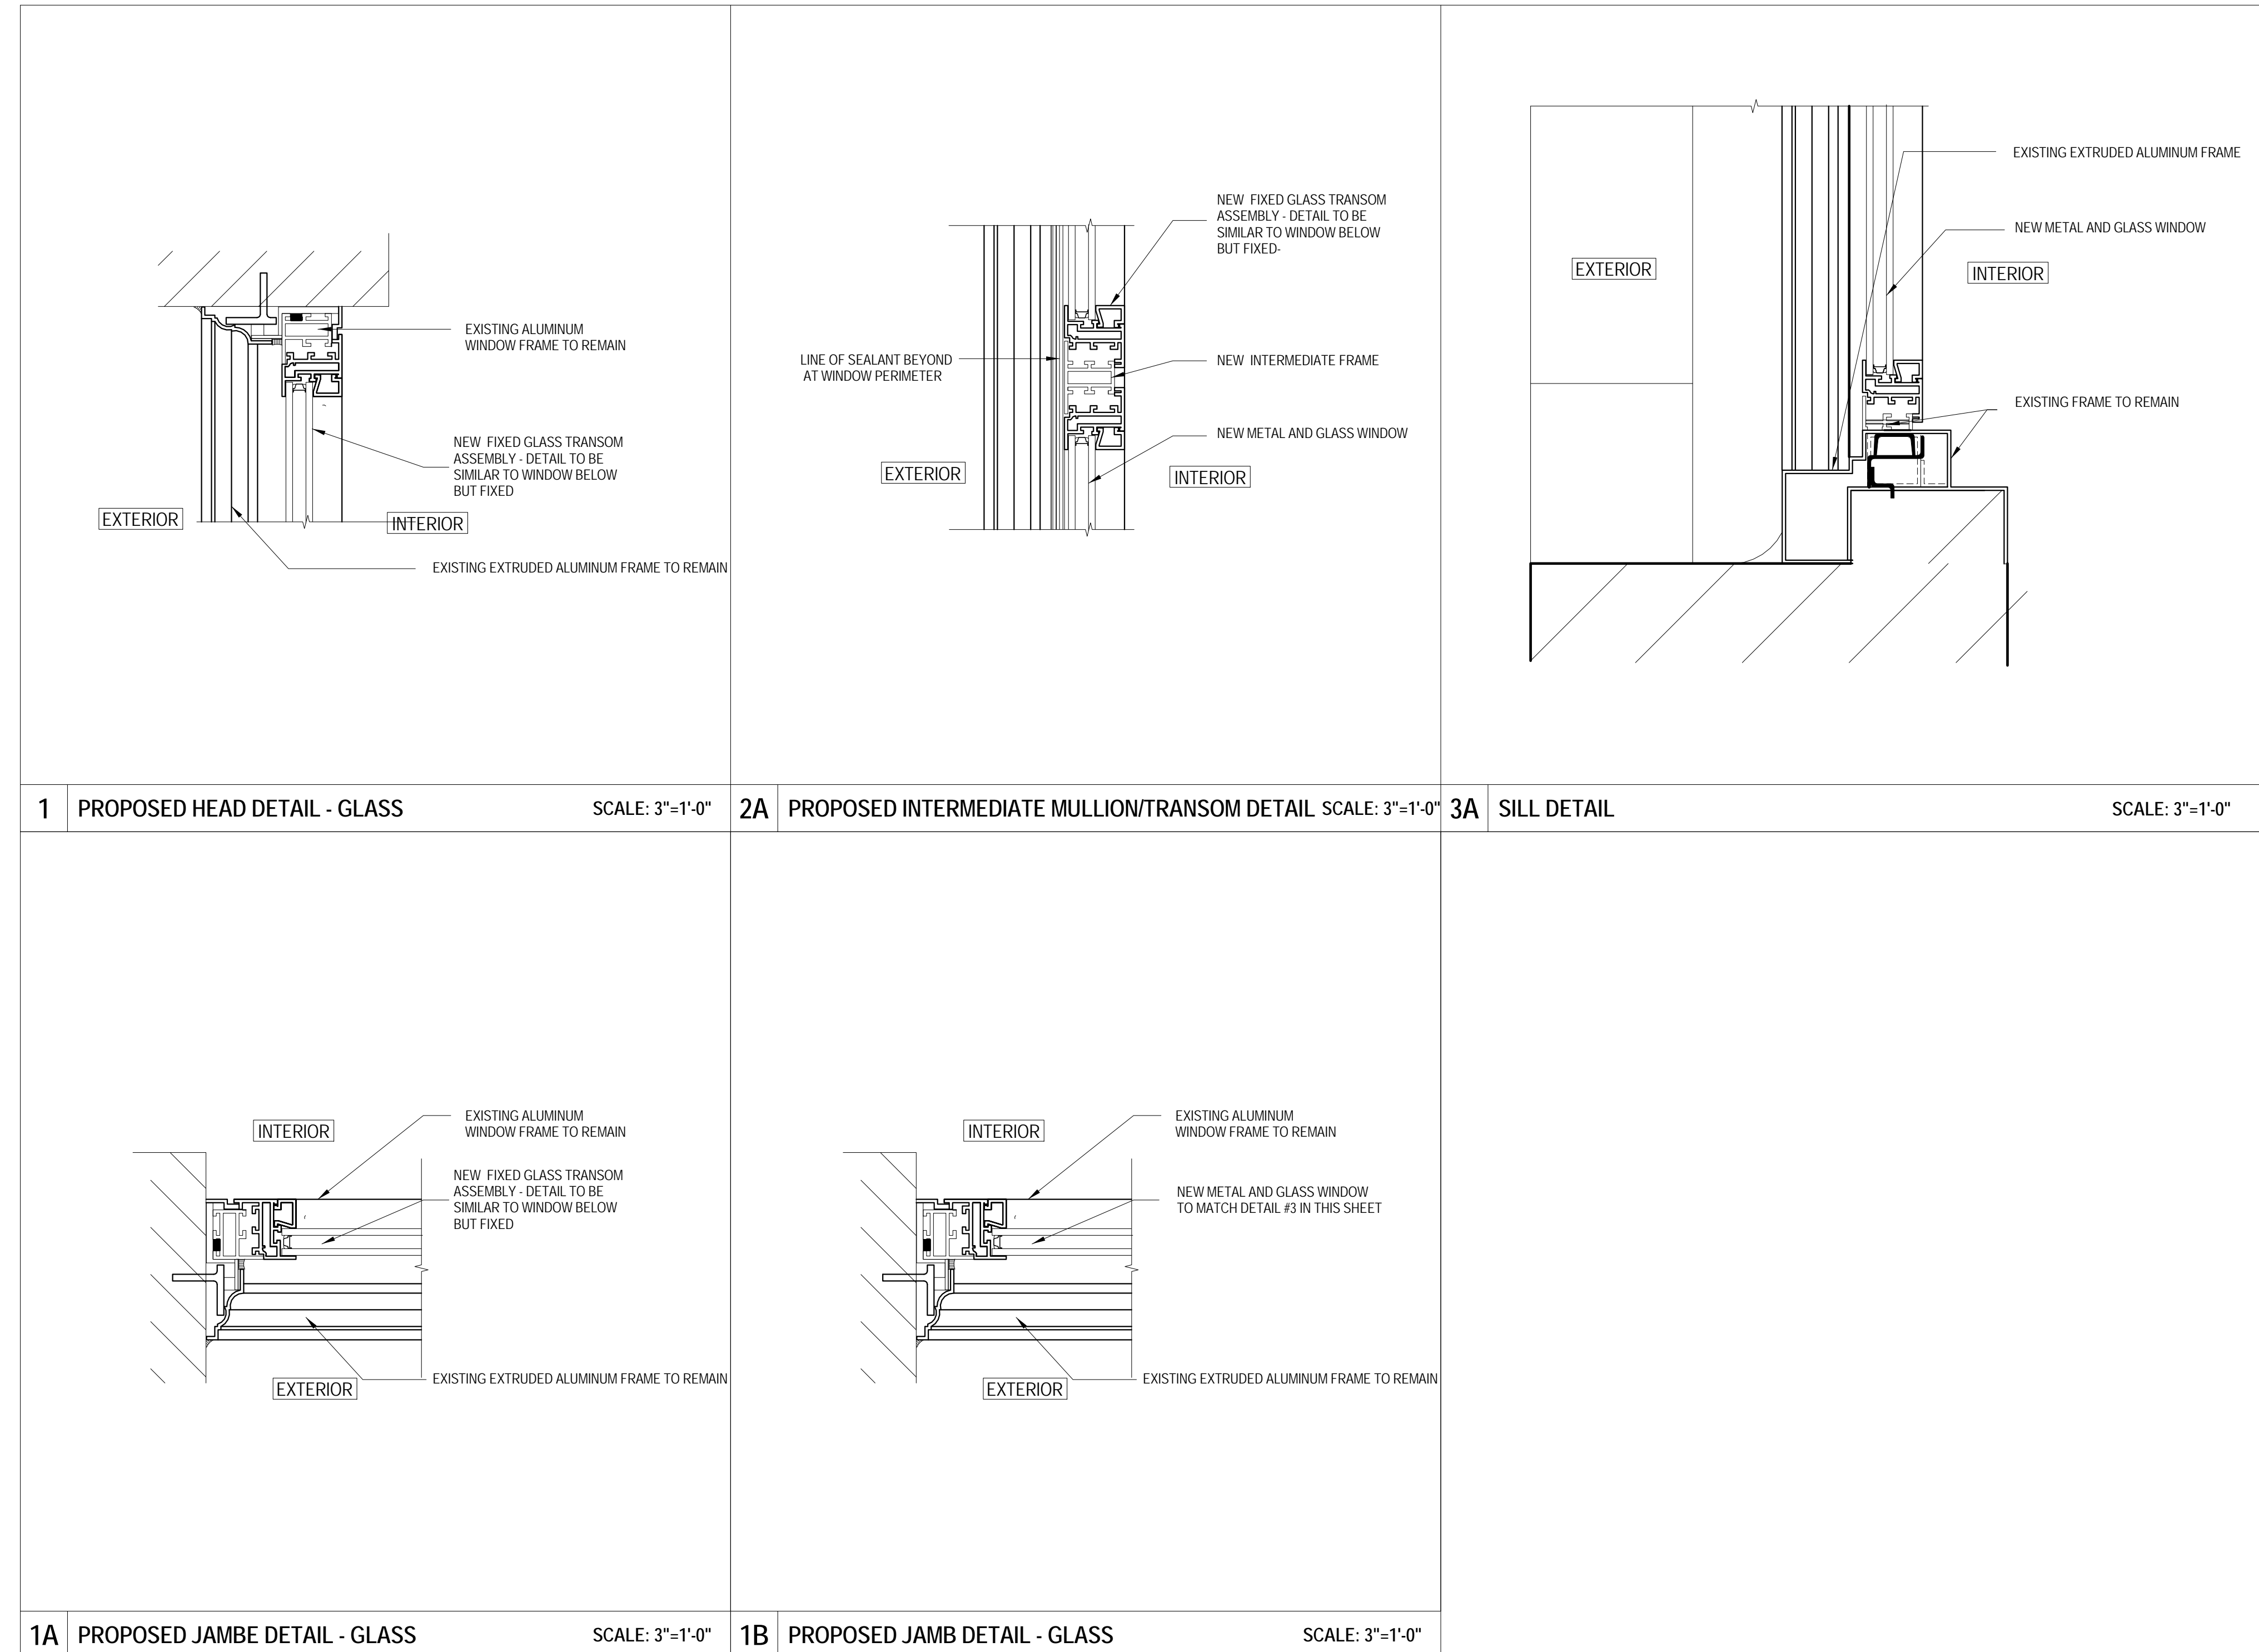 EXISTING ALUMINUM
WINDOW FRAME TO REMAIN
NEW FIXED GLASS TRANSOM
ASSEMBLY - DETAIL TO BE
SIMILAR TO WINDOW BELOW
BUT FIXED
EXTERIOR
INTERIOR
EXISTING EXTRUDED ALUMINUM FRAME TO REMAIN
1 PROPOSED HEAD DETAIL - GLASS SCALE: 3"=1'-0"
NEW FIXED GLASS TRANSOM
ASSEMBLY - DETAIL TO BE
SIMILAR TO WINDOW BELOW
BUT FIXED-
LINE OF SEALANT BEYOND
AT WINDOW PERIMETER
NEW INTERMEDIATE FRAME
NEW METAL AND GLASS WINDOW
EXTERIOR
INTERIOR
2A PROPOSED INTERMEDIATE MULLION/TRANSOM DETAIL SCALE: 3"=1'-0"
EXISTING EXTRUDED ALUMINUM FRAME
NEW METAL AND GLASS WINDOW
EXTERIOR
INTERIOR
EXISTING FRAME TO REMAIN
3A SILL DETAIL SCALE: 3"=1'-0"
EXISTING ALUMINUM
WINDOW FRAME TO REMAIN
INTERIOR
NEW FIXED GLASS TRANSOM
ASSEMBLY - DETAIL TO BE
SIMILAR TO WINDOW BELOW
BUT FIXED
EXISTING EXTRUDED ALUMINUM FRAME TO REMAIN
EXTERIOR
1A PROPOSED JAMBE DETAIL - GLASS SCALE: 3"=1'-0"
EXISTING ALUMINUM
WINDOW FRAME TO REMAIN
INTERIOR
NEW METAL AND GLASS WINDOW
TO MATCH DETAIL #3 IN THIS SHEET
EXISTING EXTRUDED ALUMINUM FRAME TO REMAIN
EXTERIOR
1B PROPOSED JAMB DETAIL - GLASS SCALE: 3"=1'-0"